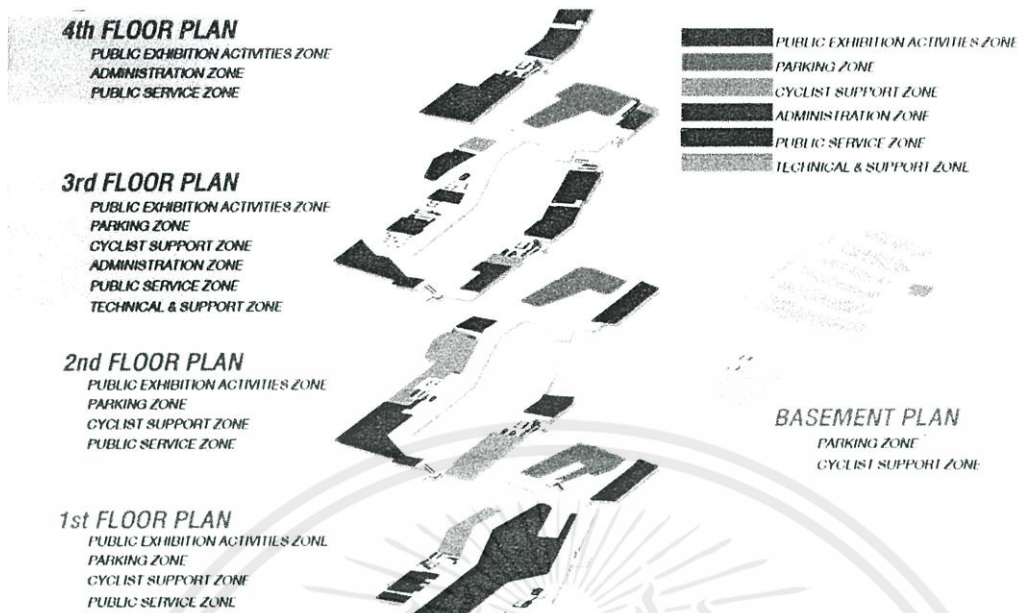 4th FLOOR PLAN
PUBLIC EXHIBITION ACTIVITIES ZONE
ADMINISTRATION ZONE
PUBLIC SERVICE ZONE
PUBLIC EXHIBITION ACTIVITIES ZONE
PARKING ZONE
CYCLIST SUPPORT ZONE
ADMINISTRATION ZONE
PUBLIC SERVICE ZONE
TECHNICAL & SUPPORT ZONE
3rd FLOOR PLAN
PUBLIC EXHIBITION ACTIVITIES ZONE
PARKING ZONE
CYCLIST SUPPORT ZONE
ADMINISTRATION ZONE
PUBLIC SERVICE ZONE
TECHNICAL & SUPPORT ZONE
2nd FLOOR PLAN
PUBLIC EXHIBITION ACTIVITIES ZONE
PARKING ZONE
CYCLIST SUPPORT ZONE
PUBLIC SERVICE ZONE
BASEMENT PLAN
PARKING ZONE
CYCLIST SUPPORT ZONE
1st FLOOR PLAN
PUBLIC EXHIBITION ACTIVITIES ZONE
PARKING ZONE
CYCLIST SUPPORT ZONE
PUBLIC SERVICE ZONE